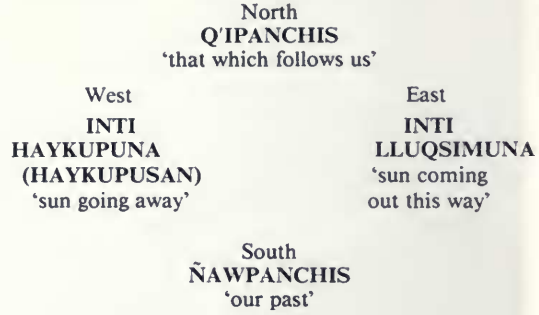 North
Q'IPANCHIS
‘that which follows us’
West
INTI
HAYKUPUNA
(HAYKUPUSAN)
‘sun going away’
East
INTI
LLUQSIMUNA
‘sun coming
out this way’
South
ÑAWPANCHIS
‘our past’